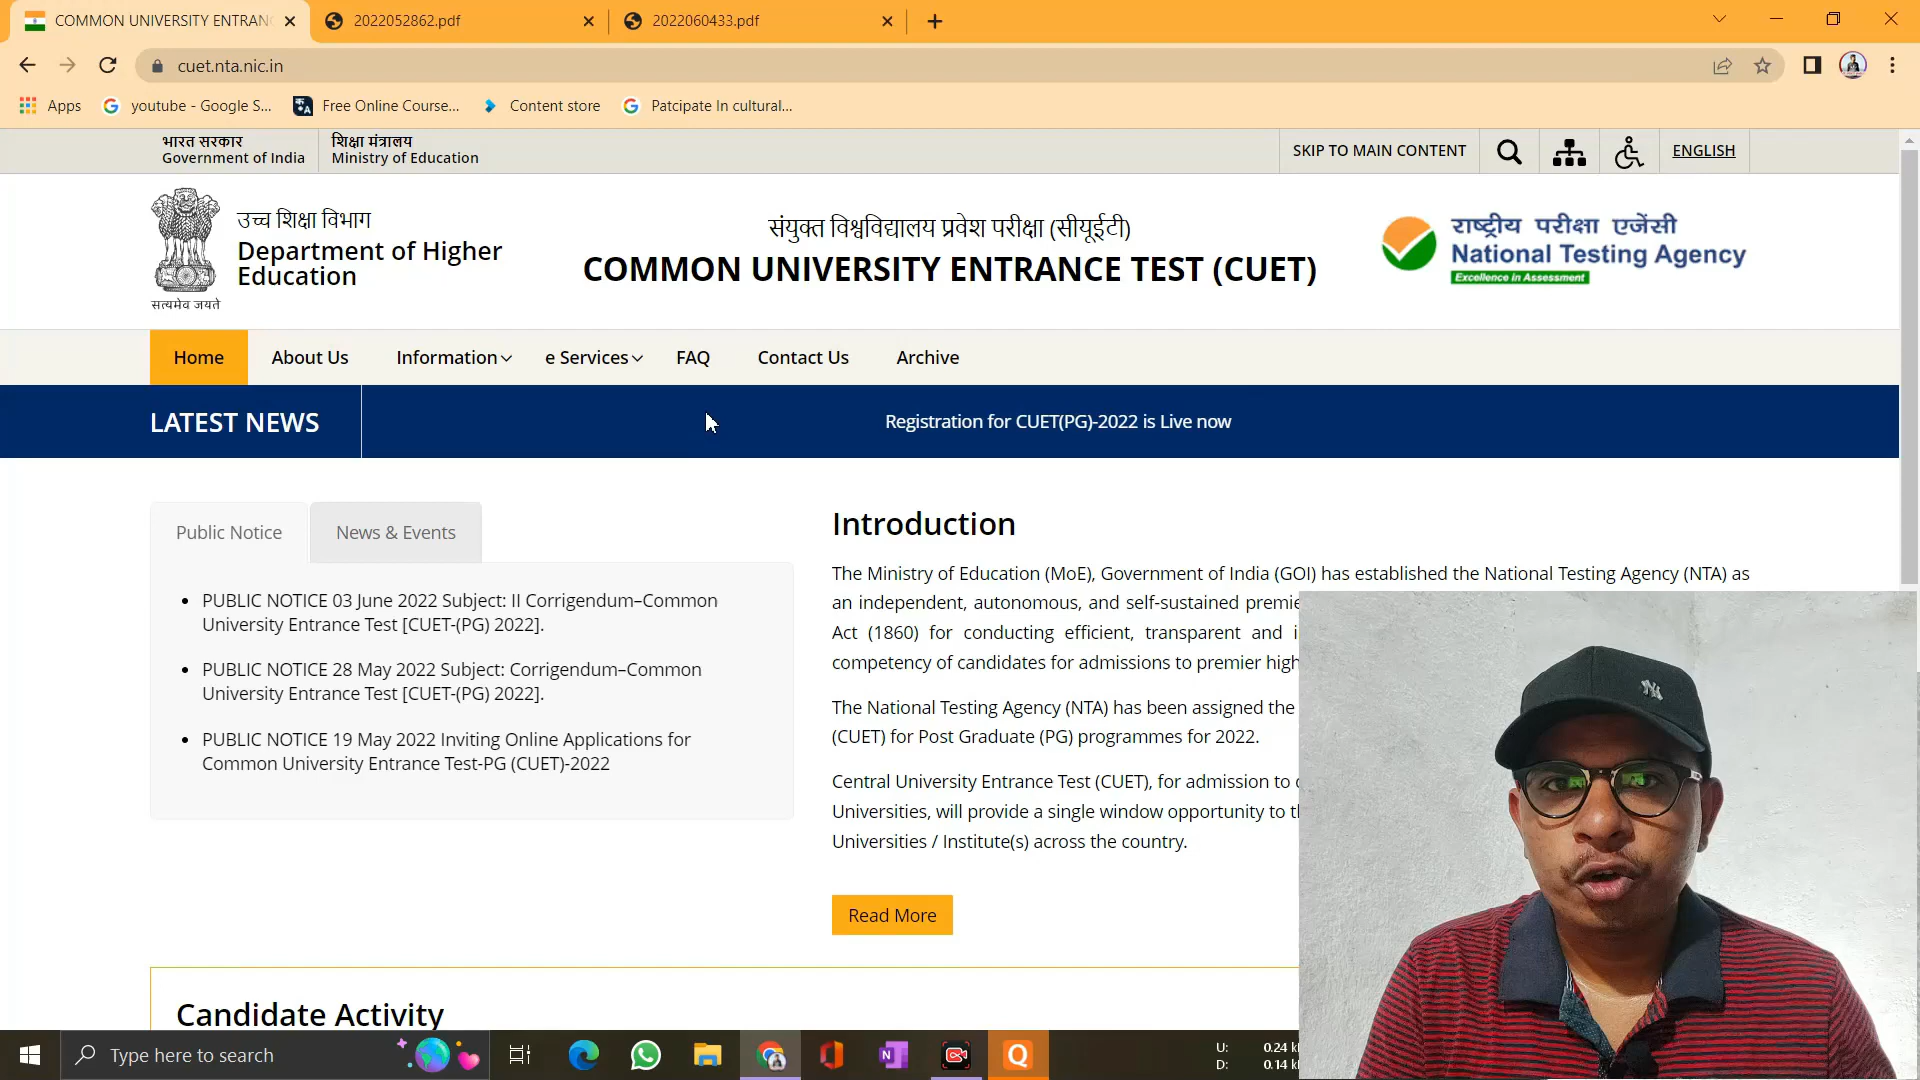 COMMON UNIVERSITY ENTRANC
2022052862.pdf
2022060433.pdf
cuet.nta.nic.in
Apps
youtube - Google S...
Free Online Course...
Content store
Patcipate In cultural...
भारत सरकार
Government of India
शिक्षा मंत्रालय
Ministry of Education
SKIP TO MAIN CONTENT
ENGLISH
उच्च शिक्षा विभाग
Department of Higher
Education
सत्यमेव जयते
संयुक्त विश्वविद्यालय प्रवेश परीक्षा (सीयूईटी)
COMMON UNIVERSITY ENTRANCE TEST (CUET)
राष्ट्रीय परीक्षा एजेंसी
National Testing Agency
Excellence in Assessment
Home
About Us
Information
e Services
FAQ
Contact Us
Archive
LATEST NEWS
Registration for CUET(PG)-2022 is Live now
Public Notice
News & Events
PUBLIC NOTICE 03 June 2022 Subject: II Corrigendum–Common
University Entrance Test [CUET-(PG) 2022].
PUBLIC NOTICE 28 May 2022 Subject: Corrigendum–Common
University Entrance Test [CUET-(PG) 2022].
PUBLIC NOTICE 19 May 2022 Inviting Online Applications for
Common University Entrance Test-PG (CUET)-2022
Introduction
The Ministry of Education (MoE), Government of India (GOI) has established the National Testing Agency (NTA) as
an independent, autonomous, and self-sustained premie
Act (1860) for conducting efficient, transparent and i
competency of candidates for admissions to premier high
The National Testing Agency (NTA) has been assigned the
(CUET) for Post Graduate (PG) programmes for 2022.
Central University Entrance Test (CUET), for admission to
Universities, will provide a single window opportunity to
Universities / Institute(s) across the country.
Read More
Candidate Activity
Type here to search
U: 0.24
D: 0.14